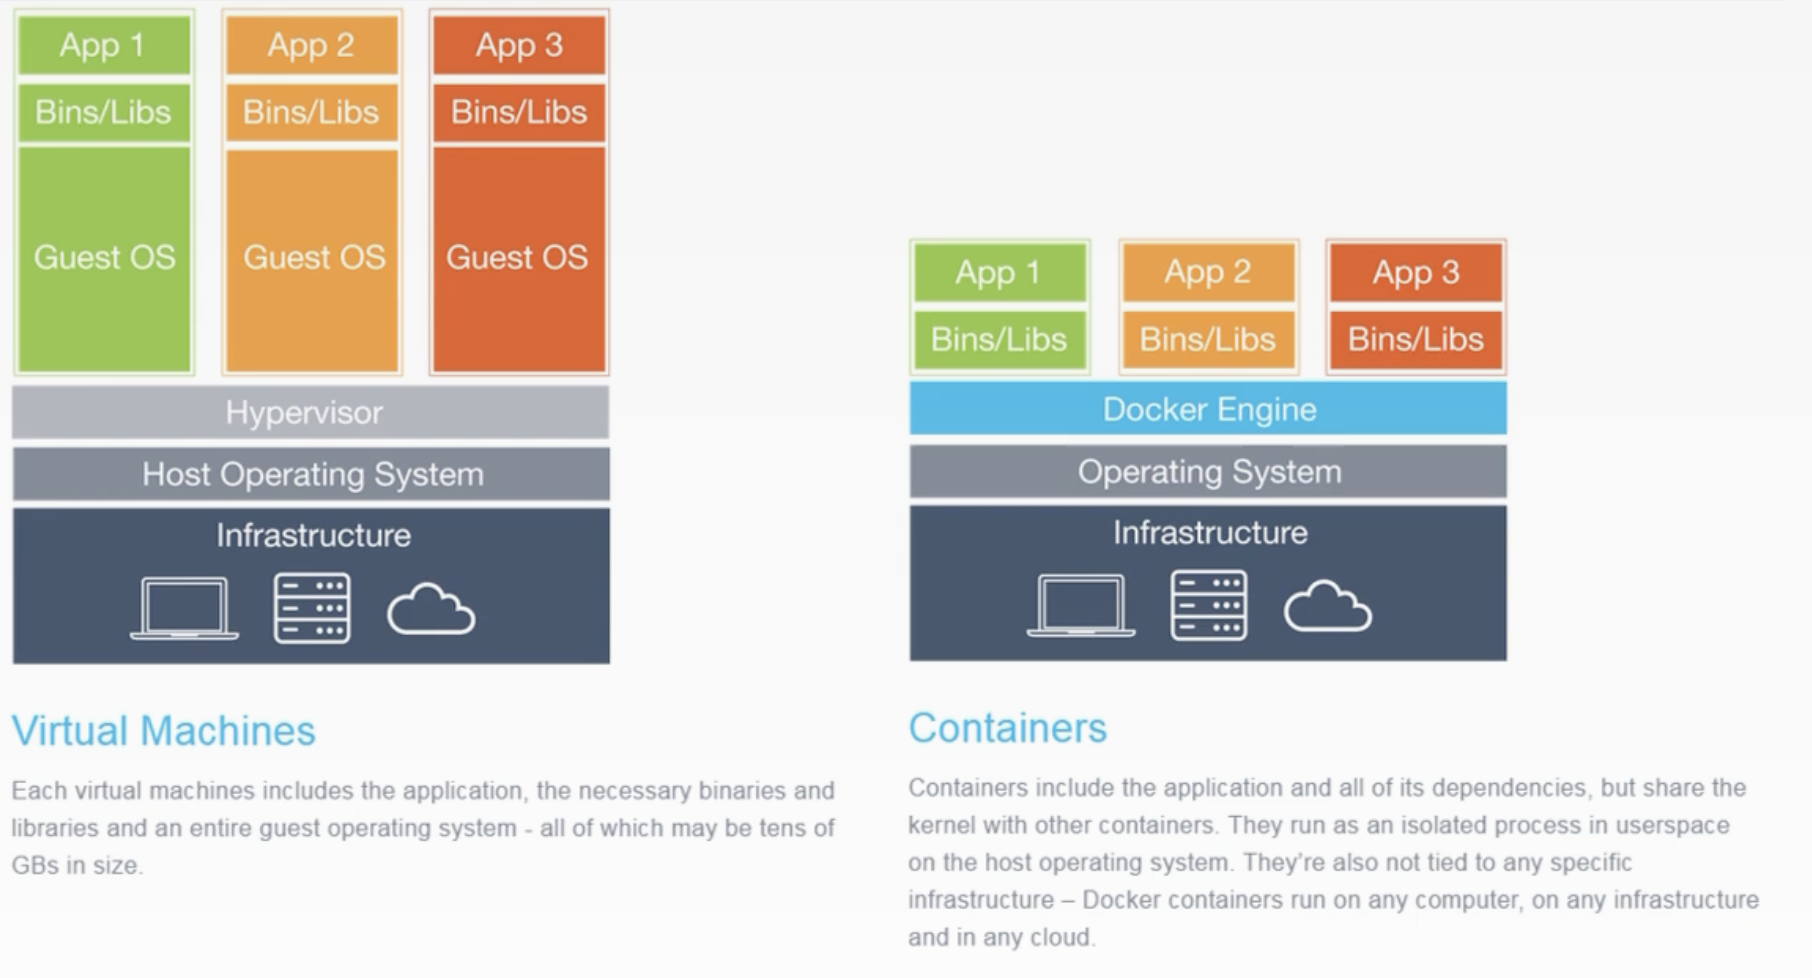 App 1
App 2
App 3
Bins/Libs
Bins/Libs
Bins/Libs
Guest OS
Guest OS
Guest OS
Hypervisor
Host Operating System
Infrastructure
Virtual Machines
Each virtual machines includes the application, the necessary binaries and
libraries and an entire guest operating system - all of which may be tens of
GBs in size.
App 1
App 2
App 3
Bins/Libs
Bins/Libs
Bins/Libs
Docker Engine
Operating System
Infrastructure
Containers
Containers include the application and all of its dependencies, but share the
kernel with other containers. They run as an isolated process in userspace
on the host operating system. They're also not tied to any specific
infrastructure – Docker containers run on any computer, on any infrastructure
and in any cloud.